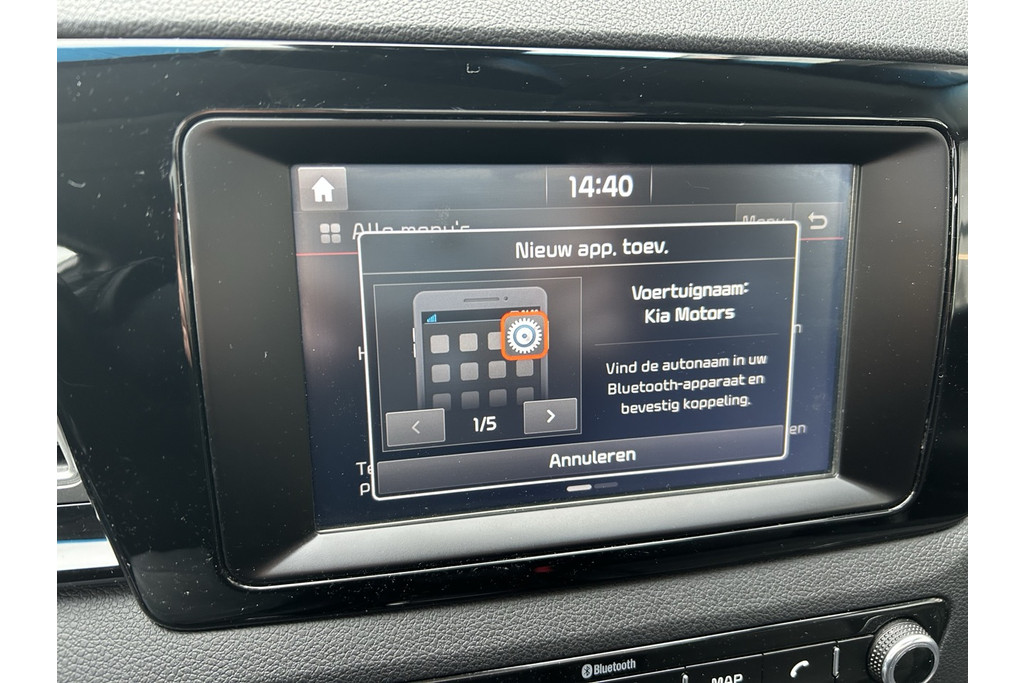 14:40
Alle menu's
Menu
Nieuw app. toev.
Voertuignaam:
Kia Motors
Vind de autonaam in uw
Bluetooth-apparaat en
bevestig koppeling.
1/5
Annuleren
Bluetooth
MAP